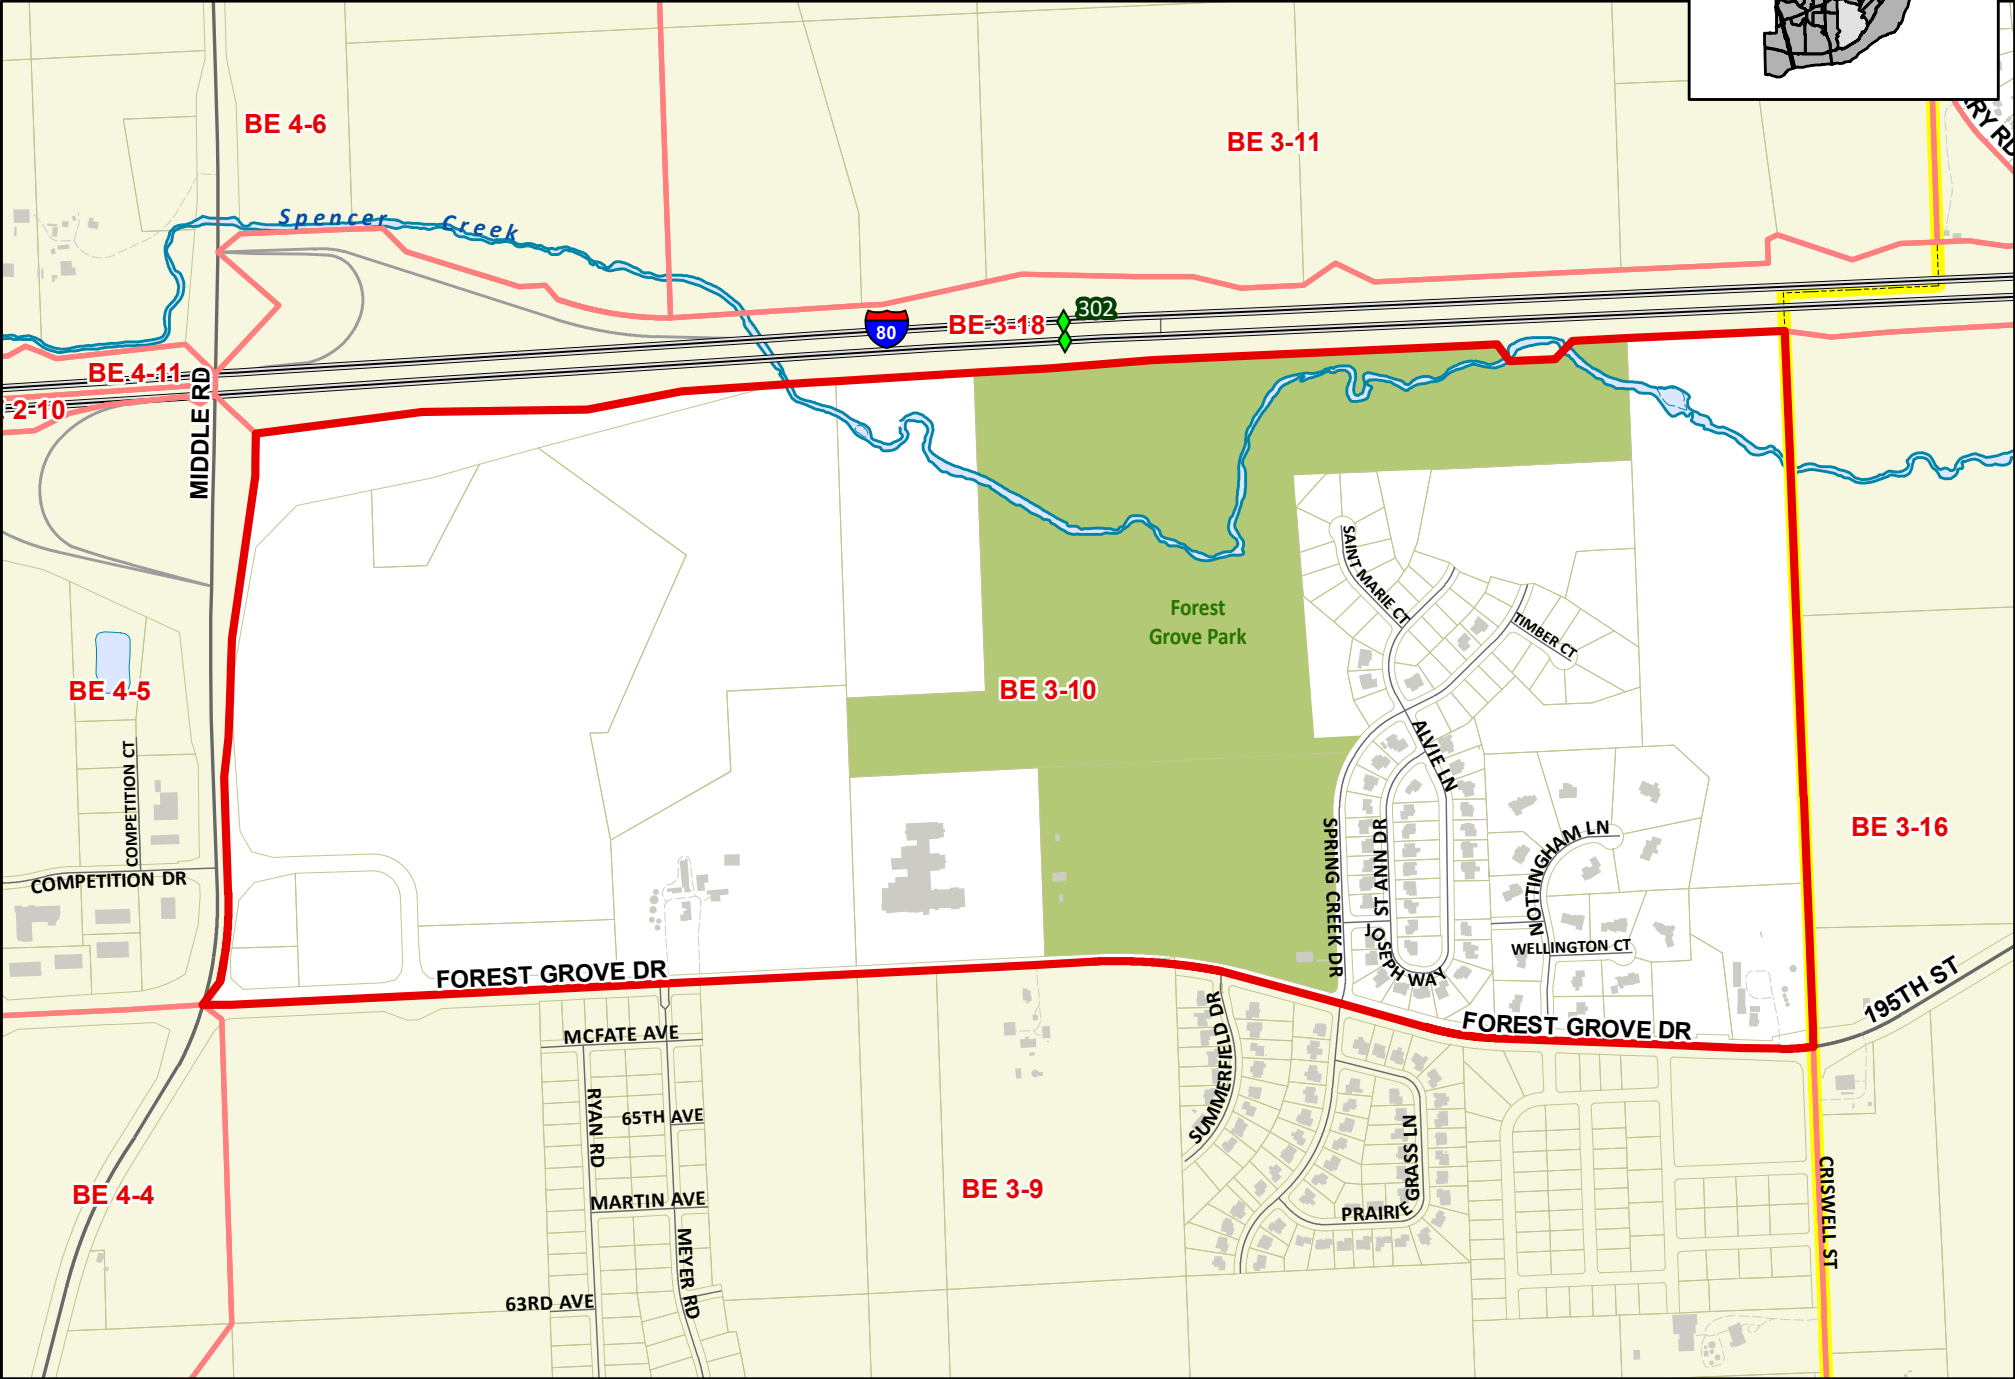 BE 4-6
BE 3-11
RY RD
Spencer Creek
302
80
BE 3-18
BE 4-11
2-10
MIDDLE RD
SAINT MARIE CT
TIMBER CT
Forest
Grove Park
BE 4-5
BE 3-10
ALVIE LN
COMPETITION CT
COMPETITION DR
SPRING CREEK DR
ST ANN DR
JOSEPH WAY
NOTTINGHAM LN
WELLINGTON CT
BE 3-16
FOREST GROVE DR
FOREST GROVE DR
195TH ST
MCFATE AVE
RYAN RD
65TH AVE
MARTIN AVE
MEYER RD
63RD AVE
SUMMERFIELD DR
PRAIRIE GRASS LN
BE 4-4
BE 3-9
CRISWELL ST